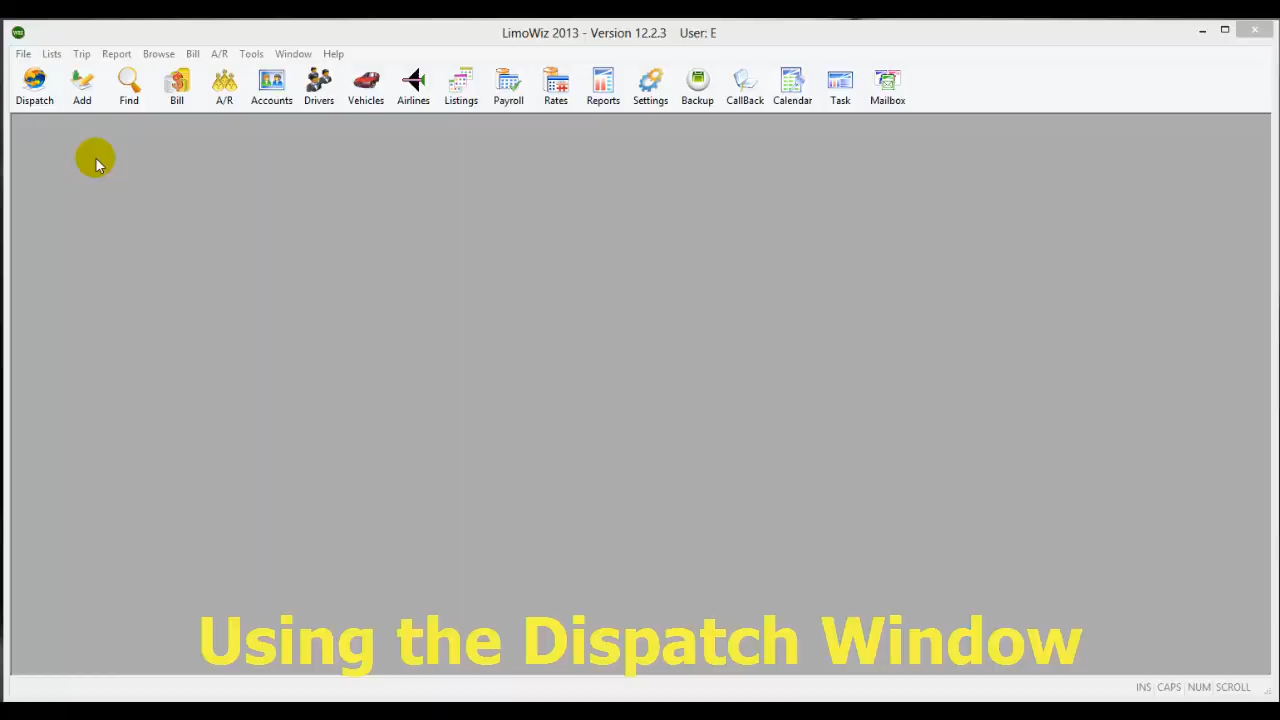 WIZ
LimoWiz 2013 - Version 12.2.3 User: E
File Lists Trip Report Browse Bill A/R Tools Window Help
Dispatch Add Find Bill A/R Accounts Drivers Vehicles Airlines Listings Payroll Rates Reports Settings Backup CallBack Calendar Task Mailbox
Using the Dispatch Window
INS CAPS NUM SCROLL